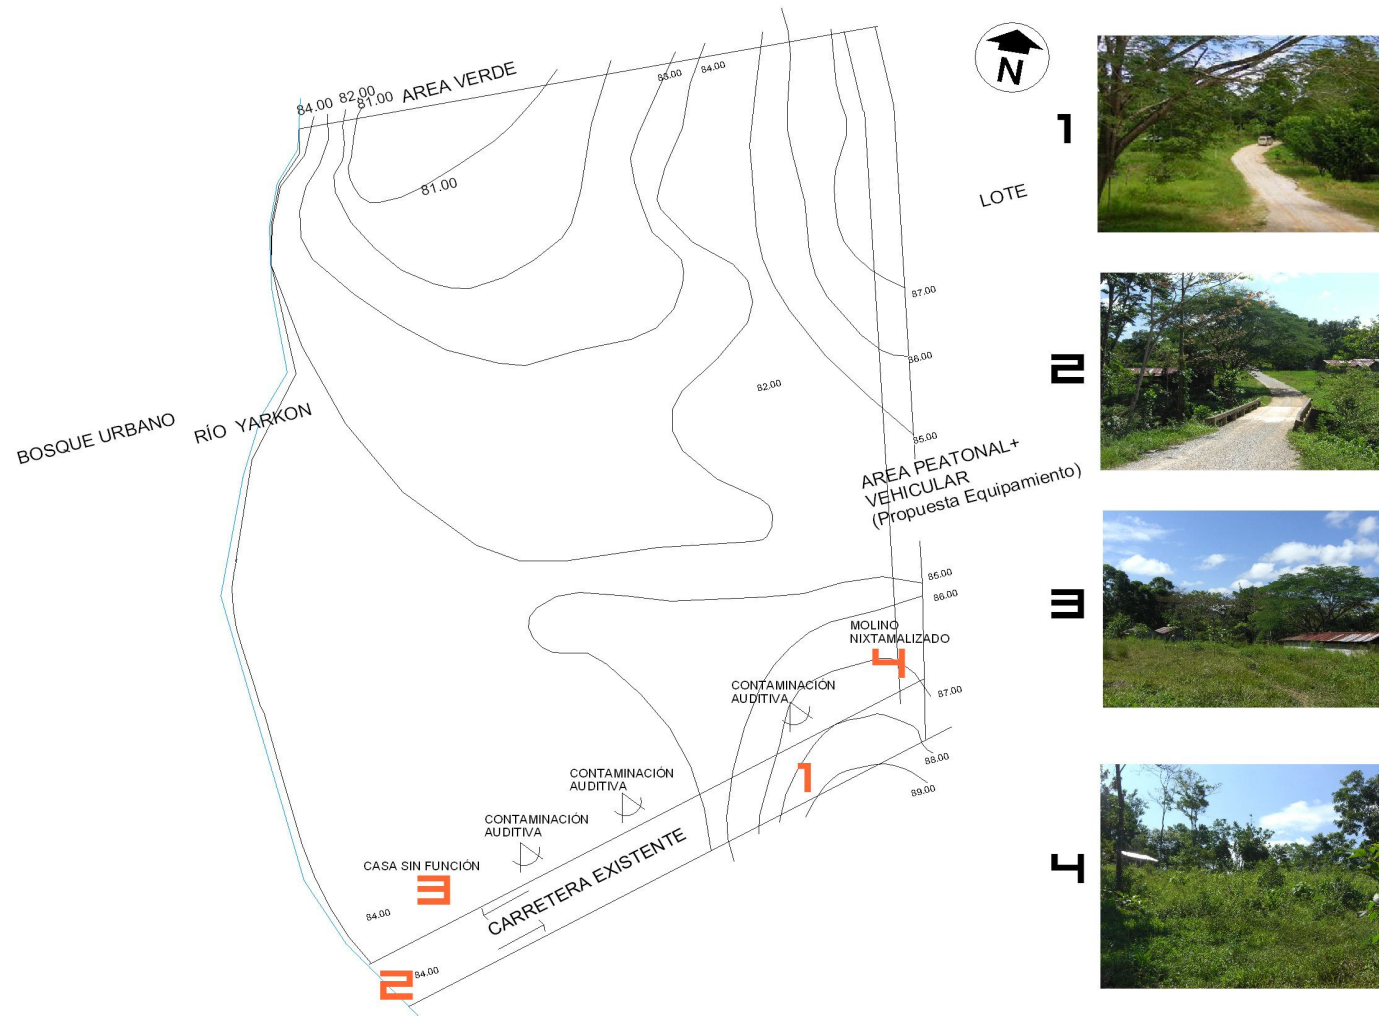 84.00
82.00
81.00
AREA VERDE
83.00
84.00
N
1
81.00
LOTE
87.00
86.00
2
82.00
BOSQUE URBANO
RÍO YARKON
85.00
AREA PEATONAL+
VEHICULAR
(Propuesta Equipamiento)
85.00
86.00
3
MOLINO
NIXTAMALIZADO
4
CONTAMINACIÓN
AUDITIVA
87.00
88.00
89.00
1
CONTAMINACIÓN
AUDITIVA
CONTAMINACIÓN
AUDITIVA
CASA SIN FUNCIÓN
3
CARRETERA EXISTENTE
4
84.00
84.00
2